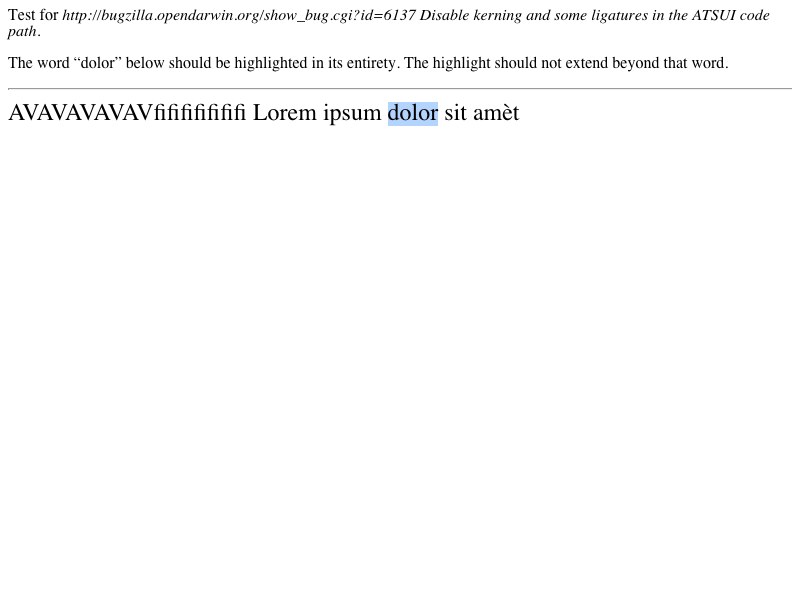 Test for http://bugzilla.opendarwin.org/show_bug.cgi?id=6137 Disable kerning and some ligatures in the ATSUI code
path.
The word “dolor” below should be highlighted in its entirety. The highlight should not extend beyond that word.
AVAVAVAVAVfifififififififi Lorem ipsum dolor sit amèt